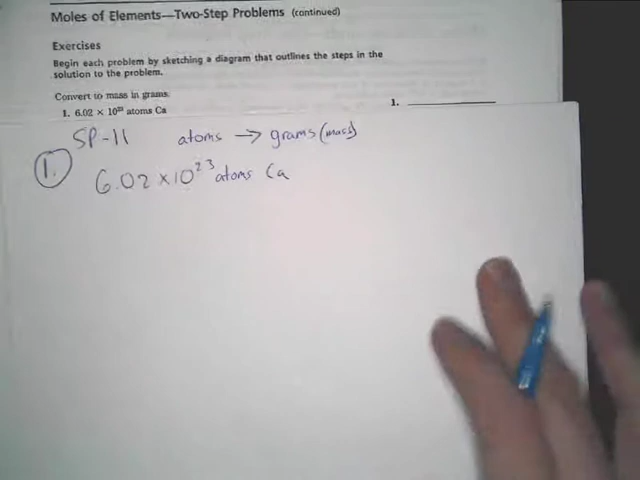 Moles of Elements—Two-Step Problems (continued)
Exercises
Begin each problem by sketching a diagram that outlines the steps in the
solution to the problem.
Convert to mass in grams.
1. 6.02 × 10²³ atoms Ca
1.
SP-11 atoms → grams (mass)
1. 6.02 × 10²³ atoms Ca